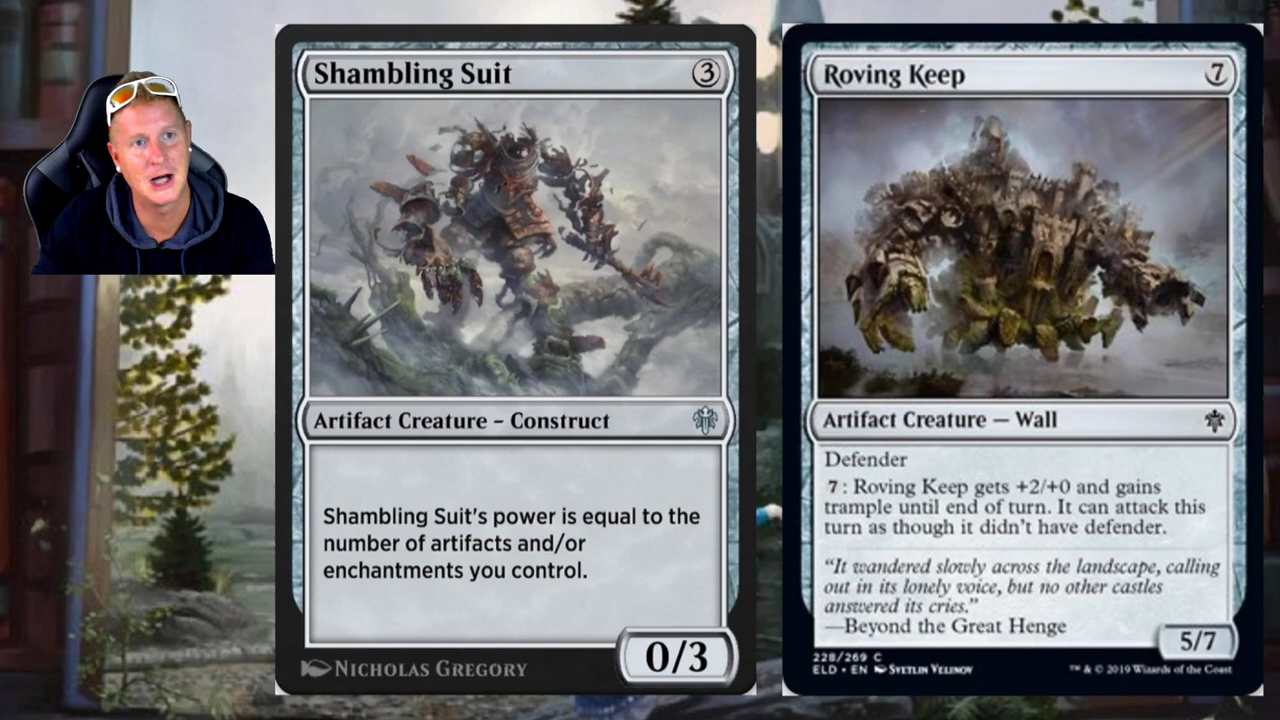 Shambling Suit
3
Artifact Creature – Construct
Shambling Suit's power is equal to the
number of artifacts and/or
enchantments you control.
0/3
Nicholas Gregory
Roving Keep
7
Artifact Creature — Wall
Defender
7: Roving Keep gets +2/+0 and gains
trample until end of turn. It can attack this
turn as though it didn't have defender.
"It wandered slowly across the landscape, calling
out in its lonely voice, but no other castles
answered its cries."
—Beyond the Great Henge
5/7
228/269 C
ELD • EN Svetlin Velinov
™ & © 2019 Wizards of the Coast